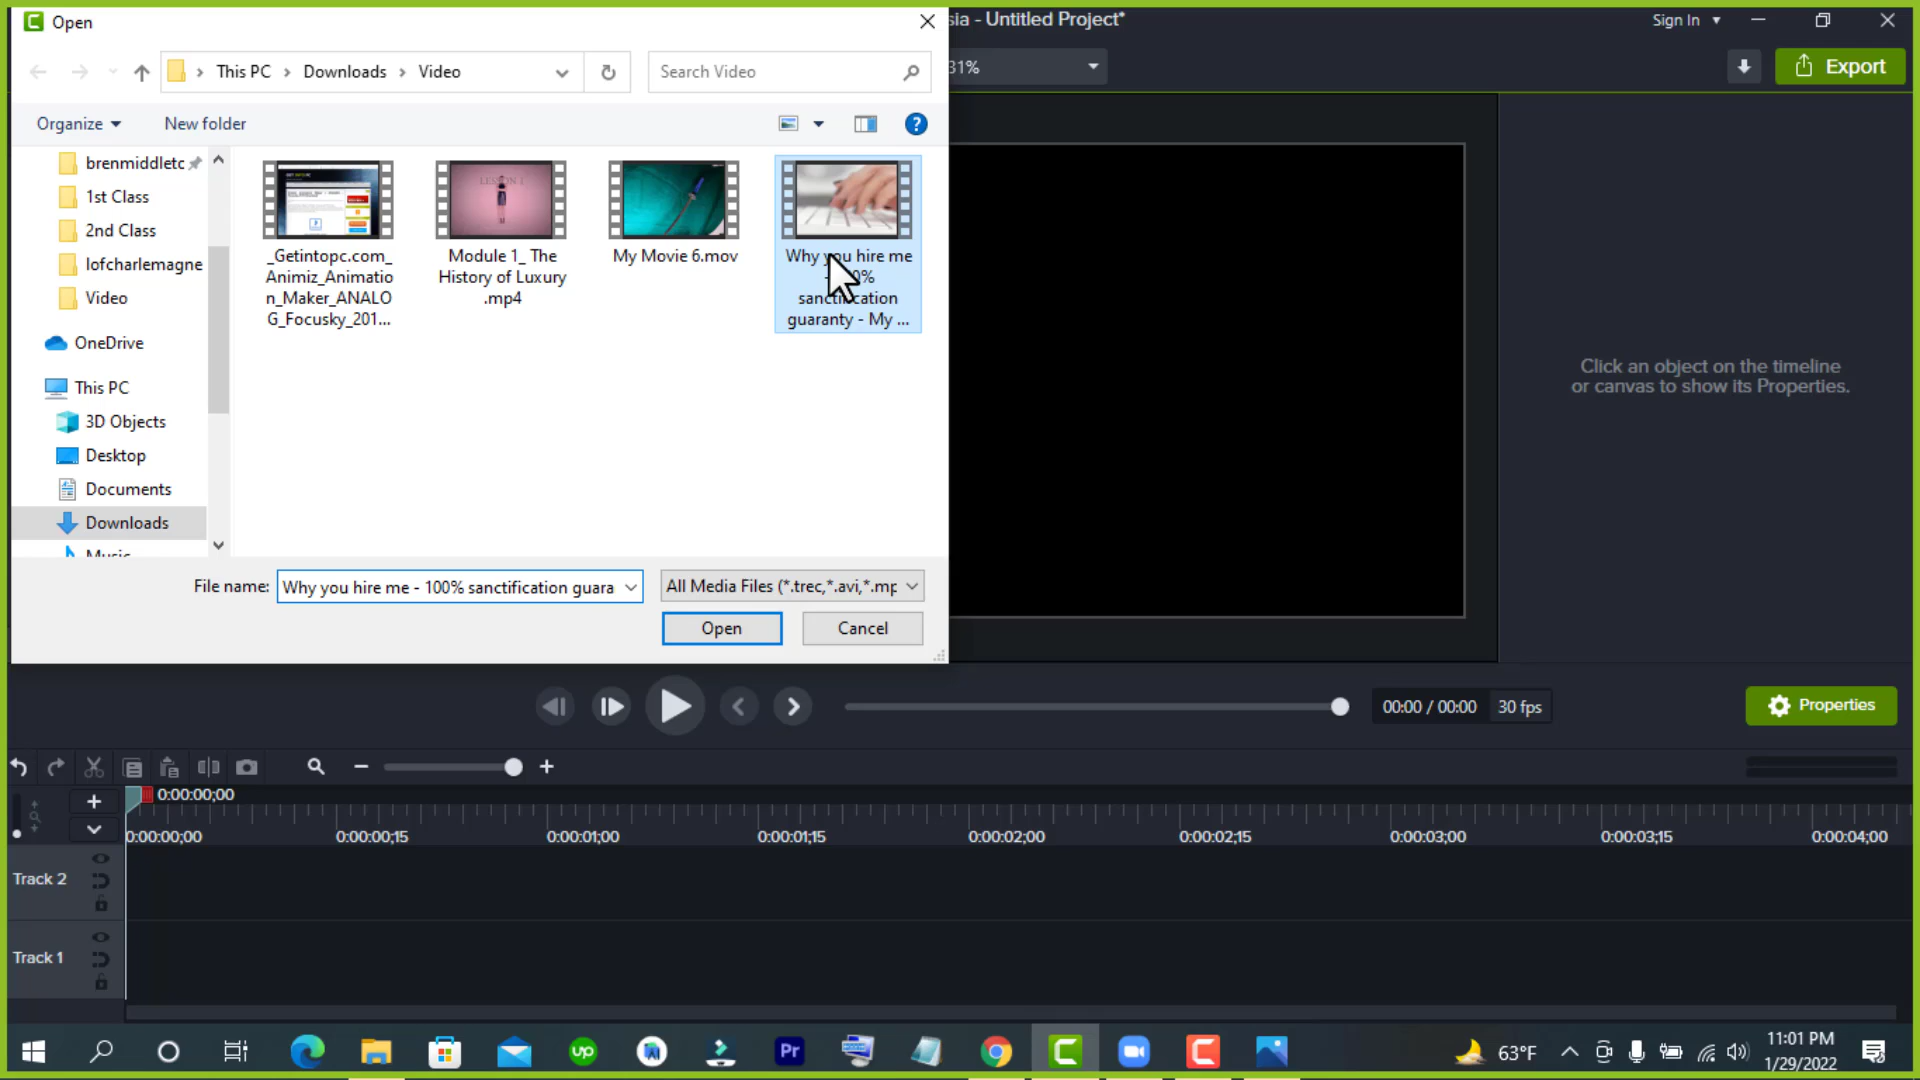 Open
sia - Untitled Project*
Sign In
This PC
Downloads
Video
Search Video
31%
Export
Organize
New folder
brenmiddletc
1st Class
2nd Class
lofcharlemagne
Video
OneDrive
This PC
3D Objects
Desktop
Documents
Downloads
LESSON 1
_Getintopc.com_
Animiz_Animatio
n_Maker_ANALO
G_Focusky_201...
Module 1_ The
History of Luxury
.mp4
My Movie 6.mov
Why you hire me
sanctification
guaranty - My ...
Click an object on the timeline
or canvas to show its Properties.
File name:
Why you hire me - 100% sanctification guara
All Media Files (*.trec,*.avi,*.mp
Open
Cancel
00:00 / 00:00
30 fps
Properties
0:00:00;00
0:00:00;00
0:00:00;15
0:00:01;00
0:00:01;15
0:00:02;00
0:00:02;15
0:00:03;00
0:00:03;15
0:00:04;00
Track 2
Track 1
up
Pr
63°F
11:01 PM
1/29/2022